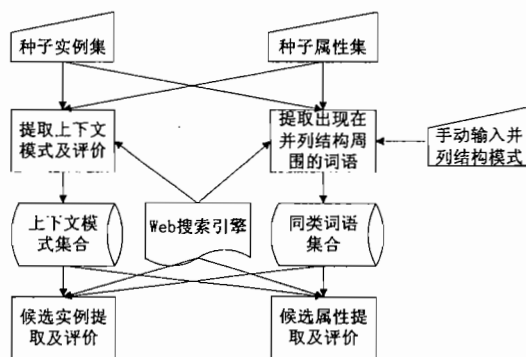 种子实例集
种子属性集
提取上下文
模式及评价
提取出现在
并列结构周
围的词语
手动输入并
列结构模式
上下文模
式集合
Web搜索引擎
同类词语
集合
候选实例提
取及评价
候选属性提
取及评价